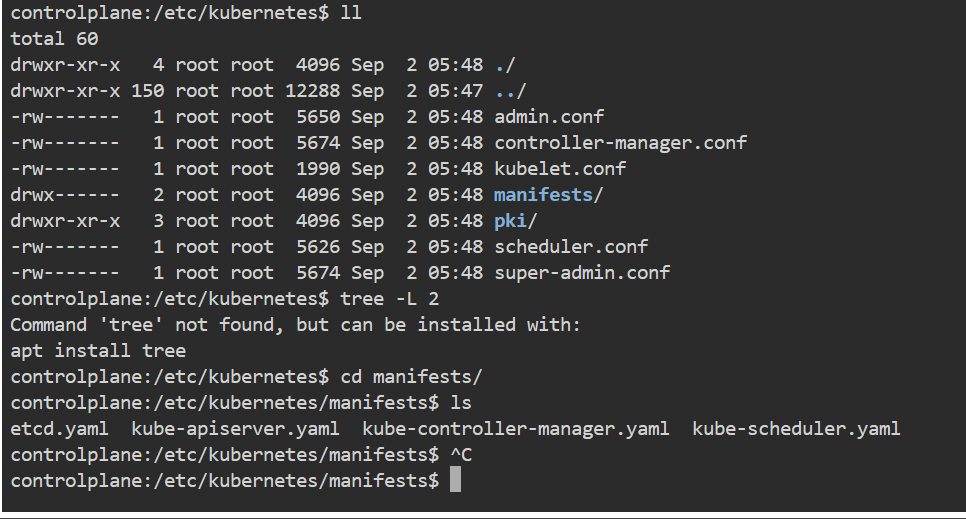 controlplane:/etc/kubernetes$ ll
total 60
drwxr-xr-x   4 root root  4096 Sep  2 05:48 ./
drwxr-xr-x 150 root root 12288 Sep  2 05:47 ../
-rw-------   1 root root  5650 Sep  2 05:48 admin.conf
-rw-------   1 root root  5674 Sep  2 05:48 controller-manager.conf
-rw-------   1 root root  1990 Sep  2 05:48 kubelet.conf
drwx------   2 root root  4096 Sep  2 05:48 manifests/
drwxr-xr-x   3 root root  4096 Sep  2 05:48 pki/
-rw-------   1 root root  5626 Sep  2 05:48 scheduler.conf
-rw-------   1 root root  5674 Sep  2 05:48 super-admin.conf
controlplane:/etc/kubernetes$ tree -L 2
Command 'tree' not found, but can be installed with:
apt install tree
controlplane:/etc/kubernetes$ cd manifests/
controlplane:/etc/kubernetes/manifests$ ls
etcd.yaml  kube-apiserver.yaml  kube-controller-manager.yaml  kube-scheduler.yaml
controlplane:/etc/kubernetes/manifests$ ^C
controlplane:/etc/kubernetes/manifests$